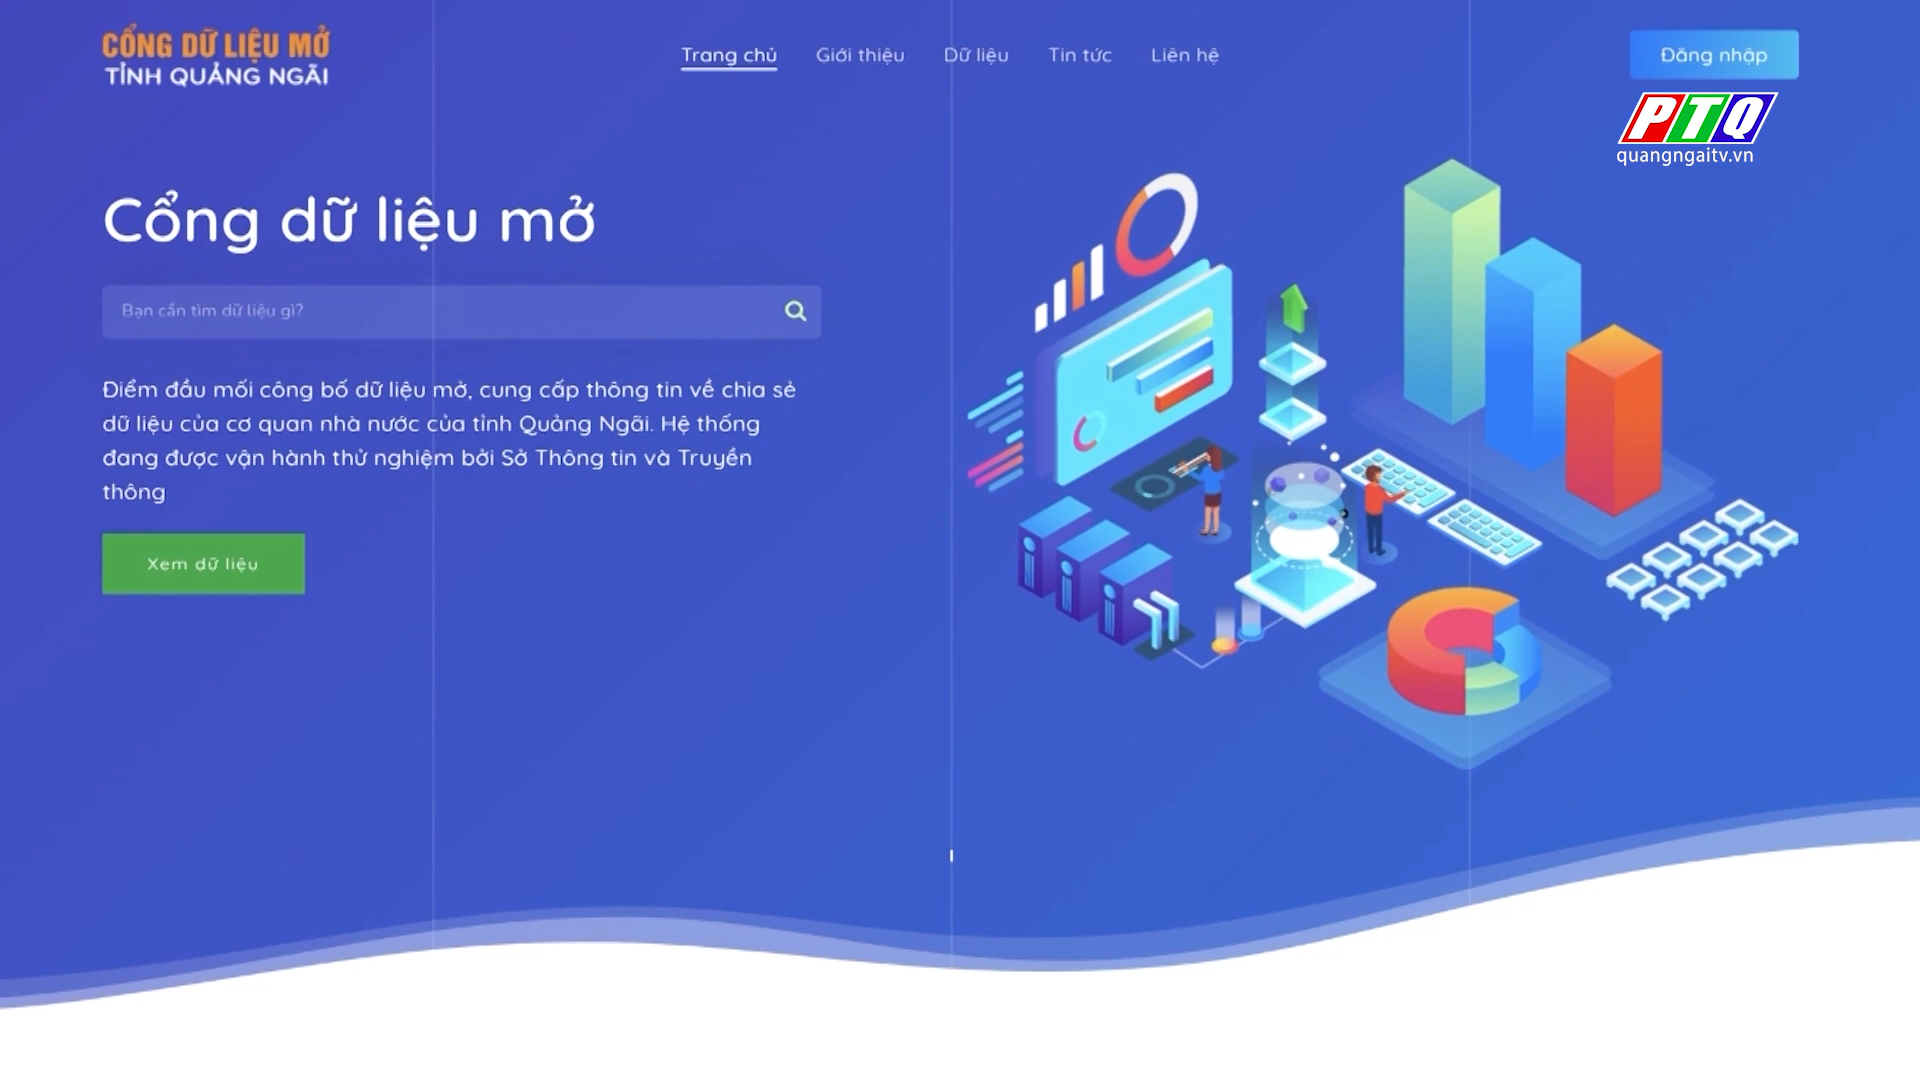 CỔNG DỮ LIỆU MỞ
TỈNH QUẢNG NGÃI
Trang chủ
Giới thiệu
Dữ liệu
Tin tức
Liên hệ
Đăng nhập
PTQ
quangngaitv.vn
Cổng dữ liệu mở
Bạn cần tìm dữ liệu gì?
Điểm đầu mối công bố dữ liệu mở, cung cấp thông tin về chia sẻ
dữ liệu của cơ quan nhà nước của tỉnh Quảng Ngãi. Hệ thống
đang được vận hành thử nghiệm bởi Sở Thông tin và Truyền
thông
Xem dữ liệu